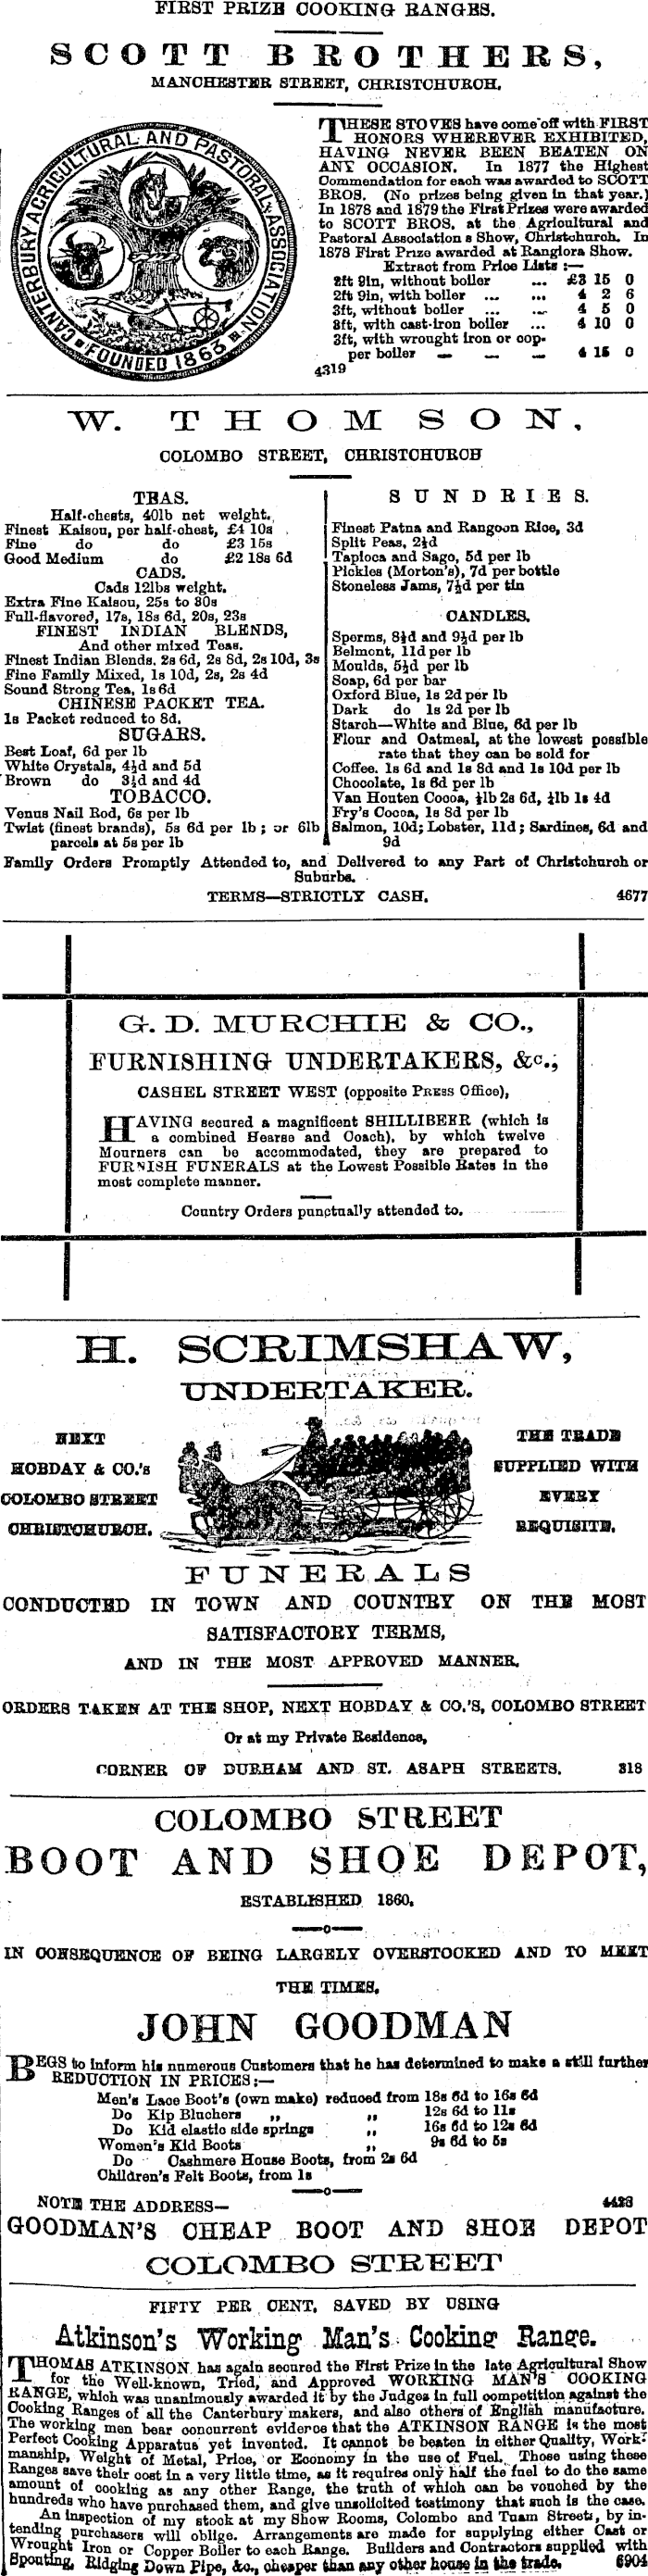 FIRST PRIZE COOKING RANGES.
SCOTT BROTHERS,
MANCHESTER STREET, CHRISTCHURCH.
CANTERBURY AGRICULTURAL AND PASTORAL ASSOCIATION
FOUNDED 1863
THESE STOVES have come off with FIRST
HONORS WHEREVER EXHIBITED,
HAVING NEVER BEEN BEATEN ON
ANY OCCASION. In 1877 the Highest
Commendation for each was awarded to SCOTT
BROS. (No prizes being given in that year.)
In 1878 and 1879 the First Prizes were awarded
to SCOTT BROS. at the Agricultural and
Pastoral Association s Show, Christchurch. In
1878 First Prize awarded at Rangiora Show.
Extract from Price Lists :—
2ft 9in, without boiler ... £3 15 0
2ft 9in, with boiler ... ... 4 2 6
3ft, without boiler ... ... 4 5 0
3ft, with cast-iron boiler ... 4 10 0
3ft, with wrought iron or cop-
per boiler — — — 4 15 0
4319
W. THOMSON,
COLOMBO STREET, CHRISTCHURCH
TEAS.
Half-chests, 40lb net weight.
Finest Kaisou, per half-chest, £4 10s
Fine do do £3 15s
Good Medium do £2 18s 6d
CADS.
Cads 12lbs weight.
Extra Fine Kaisou, 25s to 30s
Full-flavored, 17s, 18s 6d, 20s, 23s
FINEST INDIAN BLENDS,
And other mixed Teas.
Finest Indian Blends. 2s 6d, 2s 8d, 2s 10d, 3s
Fine Family Mixed, 1s 10d, 2s, 2s 4d
Sound Strong Tea, 1s 6d
CHINESE PACKET TEA.
1s Packet reduced to 8d.
SUGARS.
Best Loaf, 6d per lb
White Crystals, 4½d and 5d
Brown do 3½d and 4d
TOBACCO.
Venus Nail Rod, 6s per lb
Twist (finest brands), 5s 6d per lb ; or 6lb
parcels at 5s per lb
SUNDRIES.
Finest Patna and Rangoon Rice, 3d
Split Peas, 2½d
Tapioca and Sago, 5d per lb
Pickles (Morton's), 7d per bottle
Stoneless Jams, 7½d per tin
CANDLES.
Sperms, 8½d and 9½d per lb
Belmont, 11d per lb
Moulds, 5½d per lb
Soap, 6d per bar
Oxford Blue, 1s 2d per lb
Dark do 1s 2d per lb
Starch—White and Blue, 6d per lb
Flour and Oatmeal, at the lowest possible
rate that they can be sold for
Coffee. 1s 6d and 1s 8d and 1s 10d per lb
Chocolate, 1s 6d per lb
Van Houten Cocoa, ½lb 2s 6d, ¼lb 1s 4d
Fry's Cocoa, 1s 8d per lb
Salmon, 10d; Lobster, 11d; Sardines, 6d and
9d
Family Orders Promptly Attended to, and Delivered to any Part of Christchurch or
Suburbs.
TERMS—STRICTLY CASH. 4677
G. D. MURCHIE & CO.,
FURNISHING UNDERTAKERS, &c.,
CASHEL STREET WEST (opposite PRESS Office),
HAVING secured a magnificent SHILLIBEER (which is
a combined Hearse and Coach), by which twelve
Mourners can be accommodated, they are prepared to
FURNISH FUNERALS at the Lowest Possible Rates in the
most complete manner.
Country Orders punctually attended to.
H. SCRIMSHAW,
UNDERTAKER.
NEXT
HOBDAY & CO.'s
COLOMBO STREET
CHRISTCHURCH.
THE TRADE
SUPPLIED WITH
EVERY
REQUISITE.
FUNERALS
CONDUCTED IN TOWN AND COUNTRY ON THE MOST
SATISFACTORY TERMS,
AND IN THE MOST APPROVED MANNER.
ORDERS TAKEN AT THE SHOP, NEXT HOBDAY & CO.'S, COLOMBO STREET
Or at my Private Residence,
CORNER OF DURHAM AND ST. ASAPH STREETS. 318
COLOMBO STREET
BOOT AND SHOE DEPOT,
ESTABLISHED 1860.
IN CONSEQUENCE OF BEING LARGELY OVERSTOCKED AND TO MEET
THE TIMES,
JOHN GOODMAN
BEGS to inform his numerous Customers that he has determined to make a still further
REDUCTION IN PRICES:—
Men's Lace Boot's (own make) reduced from 18s 6d to 16s 6d
Do Kip Bluchers „ „ 12s 6d to 11s
Do Kid elastic side springs „ 16s 6d to 12s 6d
Women's Kid Boots „ 9s 6d to 5s
Do Cashmere House Boots, from 2s 6d
Children's Felt Boots, from 1s
NOTE THE ADDRESS— 4423
GOODMAN'S CHEAP BOOT AND SHOE DEPOT
COLOMBO STREET
FIFTY PER CENT. SAVED BY USING
Atkinson's Working Man's Cooking Range.
THOMAS ATKINSON has again secured the First Prize in the late Agricultural Show
for the Well-known, Tried, and Approved WORKING MAN'S COOKING
RANGE, which was unanimously awarded it by the Judges in full competition against the
Cooking Ranges of all the Canterbury makers, and also others of English manufacture.
The working men bear concurrent evidence that the ATKINSON RANGE is the most
Perfect Cooking Apparatus yet invented. It cannot be beaten in either Quality, Work-
manship, Weight of Metal, Price, or Economy in the use of Fuel. Those using these
Ranges save their cost in a very little time, as it requires only half the fuel to do the same
amount of cooking as any other Range, the truth of which can be vouched by the
hundreds who have purchased them, and give unsolicited testimony that such is the case.
An inspection of my stock at my Show Rooms, Colombo and Tuam Streets, by in-
tending purchasers will oblige. Arrangements are made for supplying either Cast or
Wrought Iron or Copper Boiler to each Range. Builders and Contractors supplied with
Spouting, Ridging Down Pipe, &c., cheaper than any other house in the trade. 6904